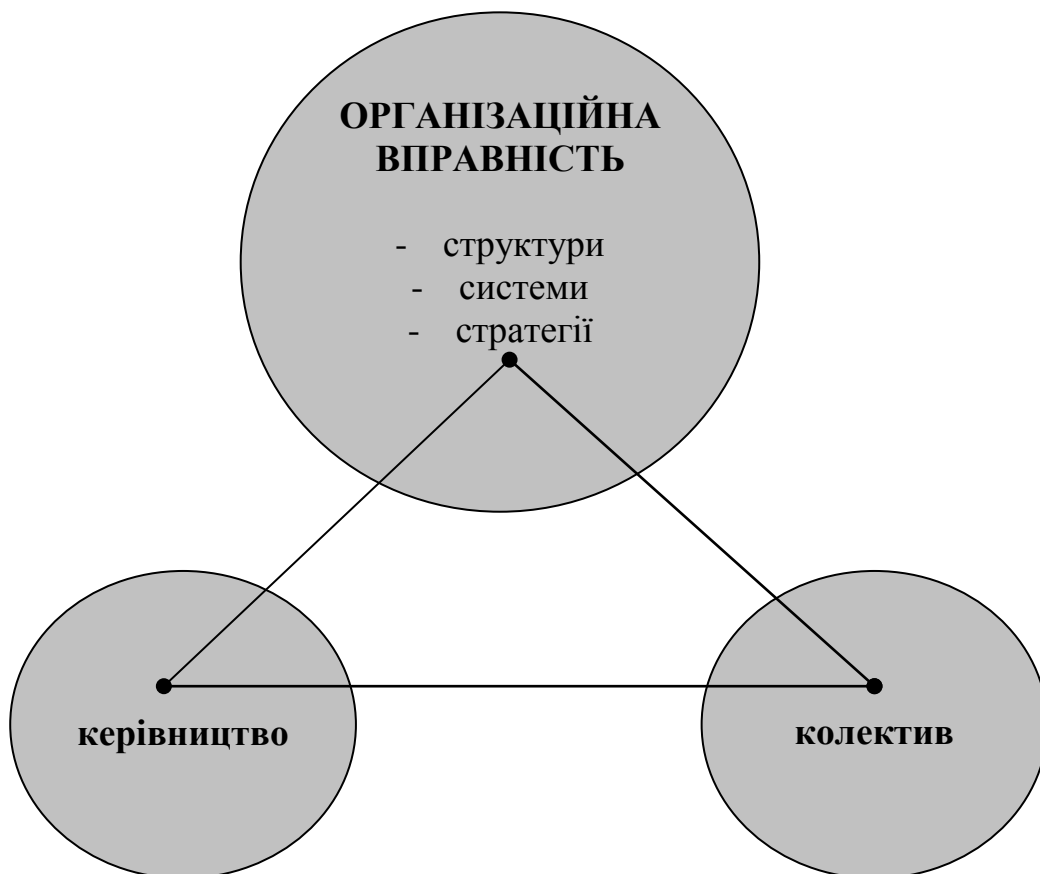 ОРГАНІЗАЦІЙНА
ВПРАВНІСТЬ
- структури
- системи
- стратегії
керівництво
колектив